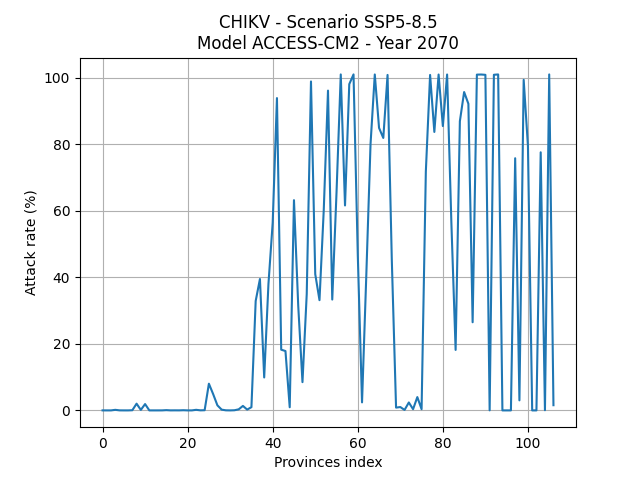 CHIKV - Scenario SSP5-8.5
Model ACCESS-CM2 - Year 2070
Attack rate (%)
100
80
60
40
20
0
0 20 40 60 80 100
Provinces index